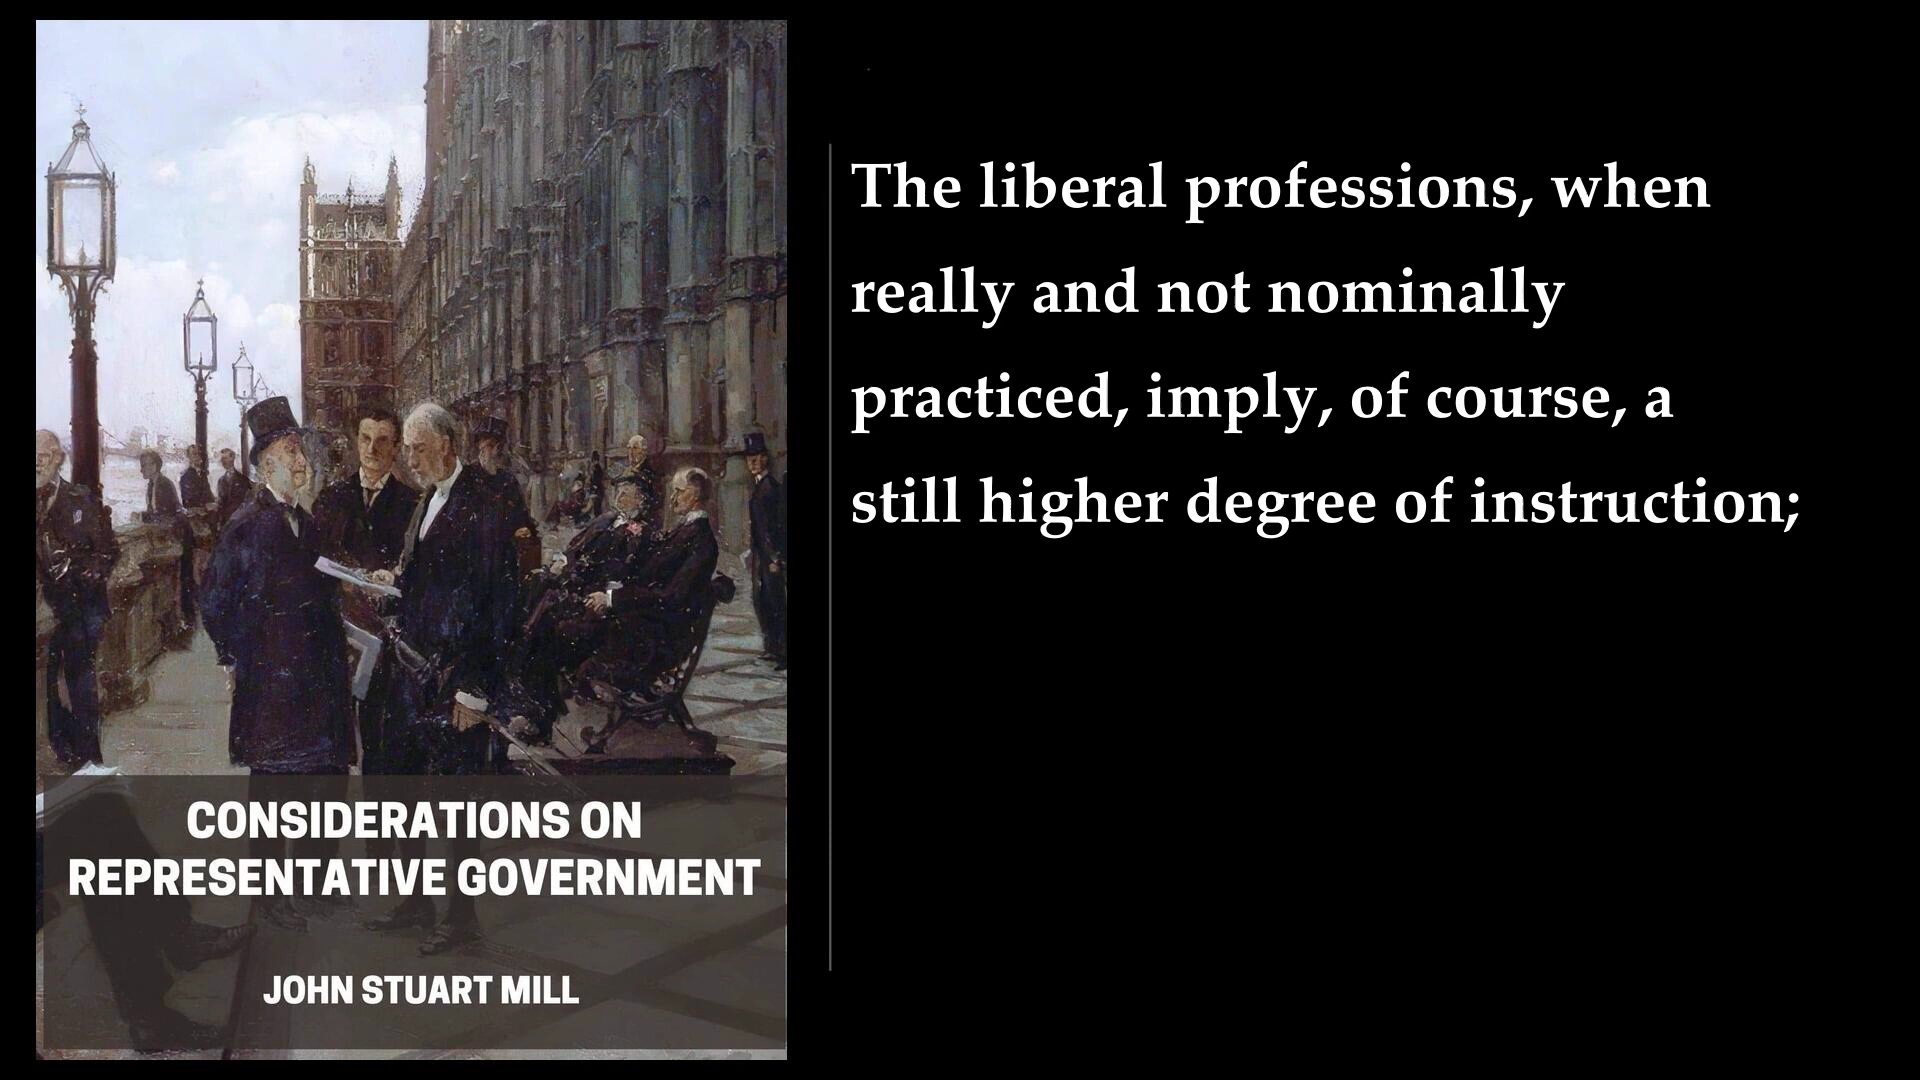 The liberal professions, when
really and not nominally
practiced, imply, of course, a
still higher degree of instruction;
CONSIDERATIONS ON
REPRESENTATIVE GOVERNMENT
JOHN STUART MILL